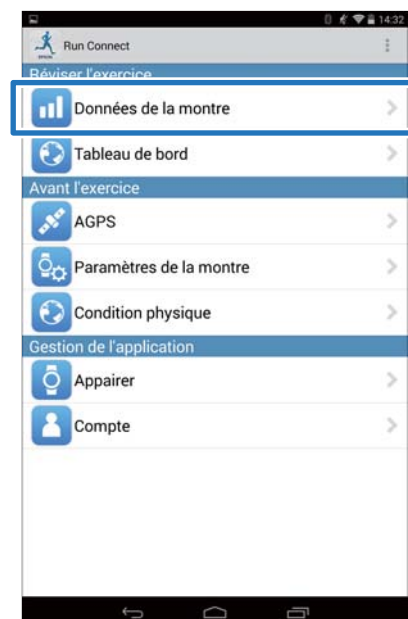 14:32
Run Connect
EPSON
Réviser l'exercice
Données de la montre
Tableau de bord
Avant l'exercice
AGPS
Paramètres de la montre
Condition physique
Gestion de l'application
Appairer
Compte